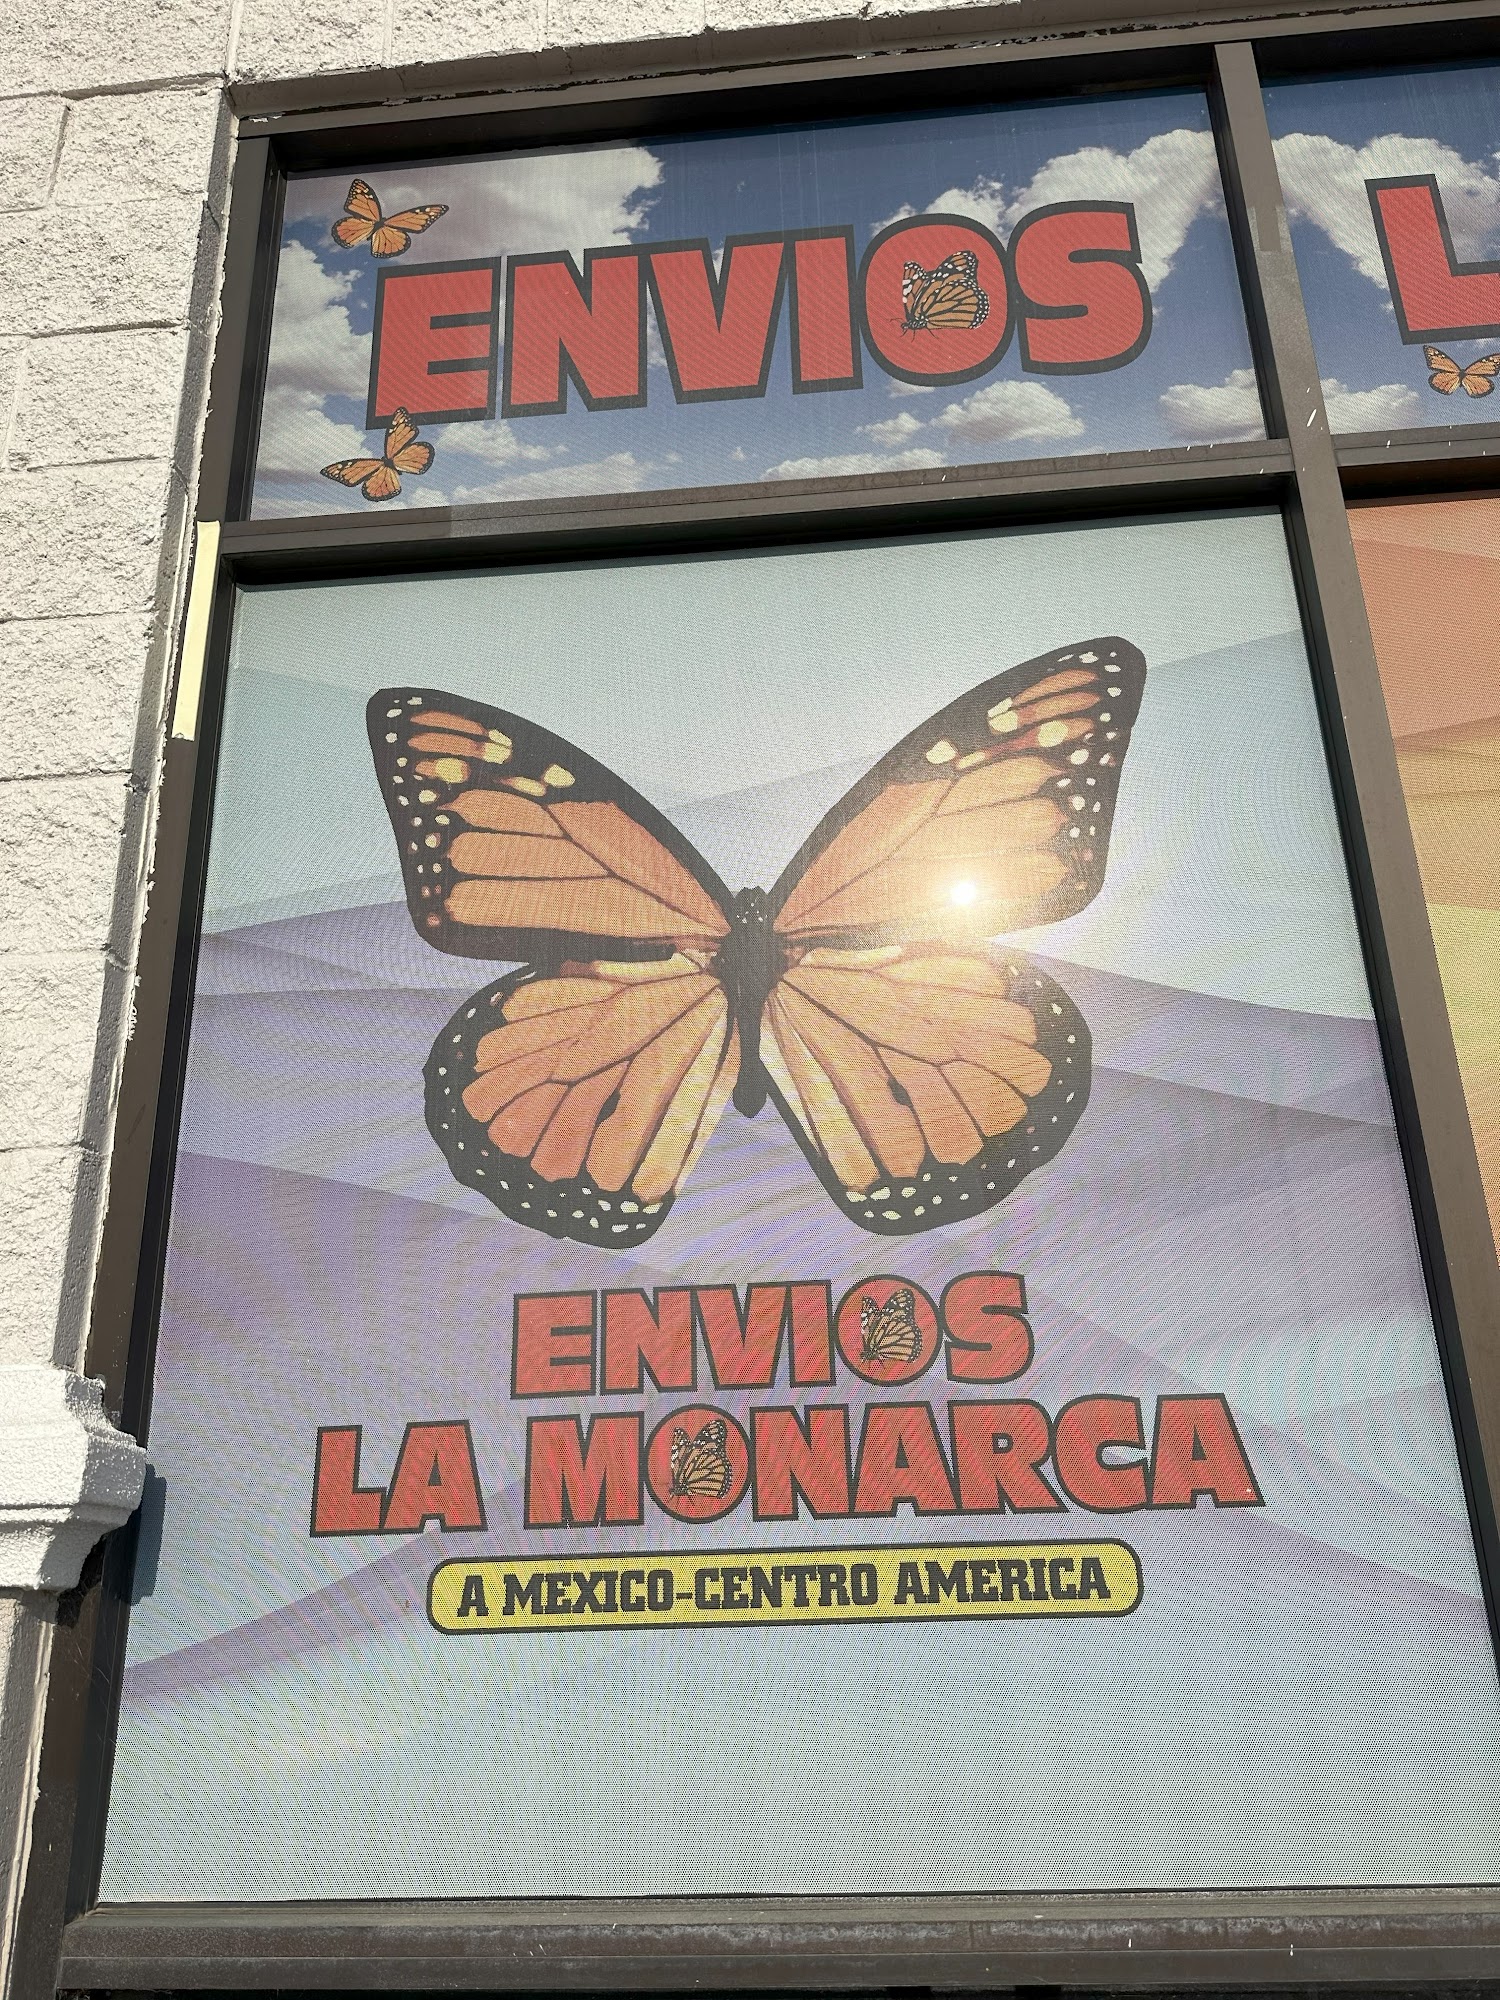 ENVIOS L
ENVIOS
LA MONARCA
A MEXICO-CENTRO AMERICA